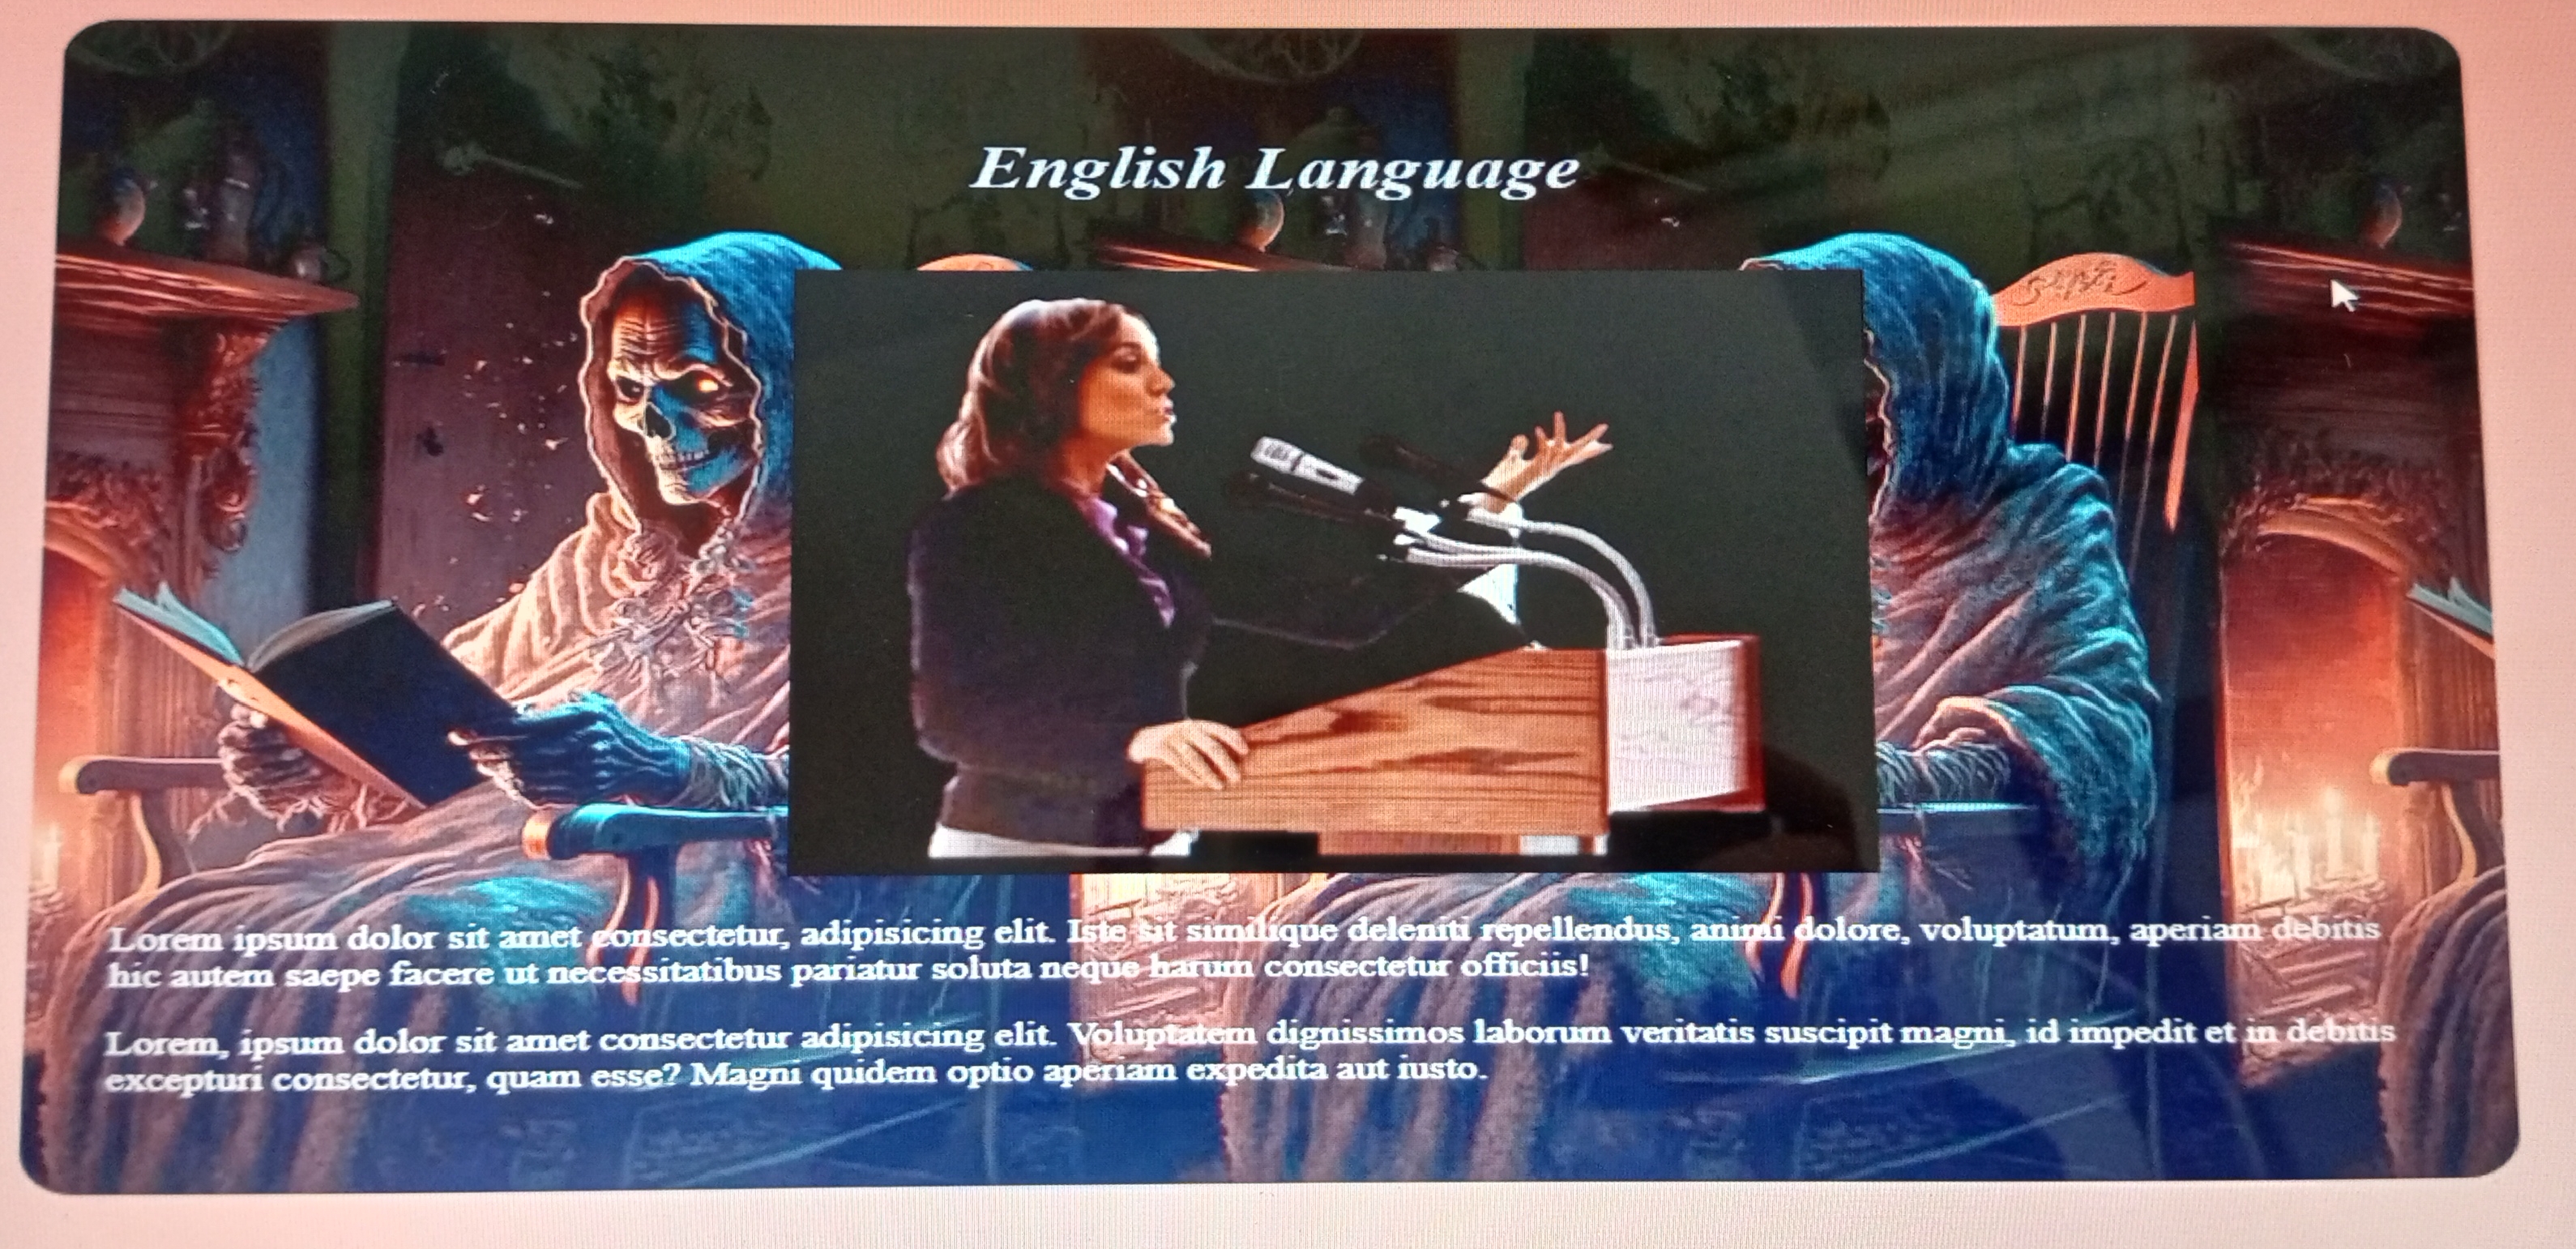 English Language
Lorem ipsum dolor sit amet consectetur, adipisicing elit. Iste sit similique deleniti repellendus, animi dolore, voluptatum, aperiam debitis
hic autem saepe facere ut necessitatibus pariatur soluta neque harum consectetur officiis!
Lorem, ipsum dolor sit amet consectetur adipisicing elit. Voluptatem dignissimos laborum veritatis suscipit magni, id impedit et in debitis
excepturi consectetur, quam esse? Magni quidem optio aperiam expedita aut iusto.